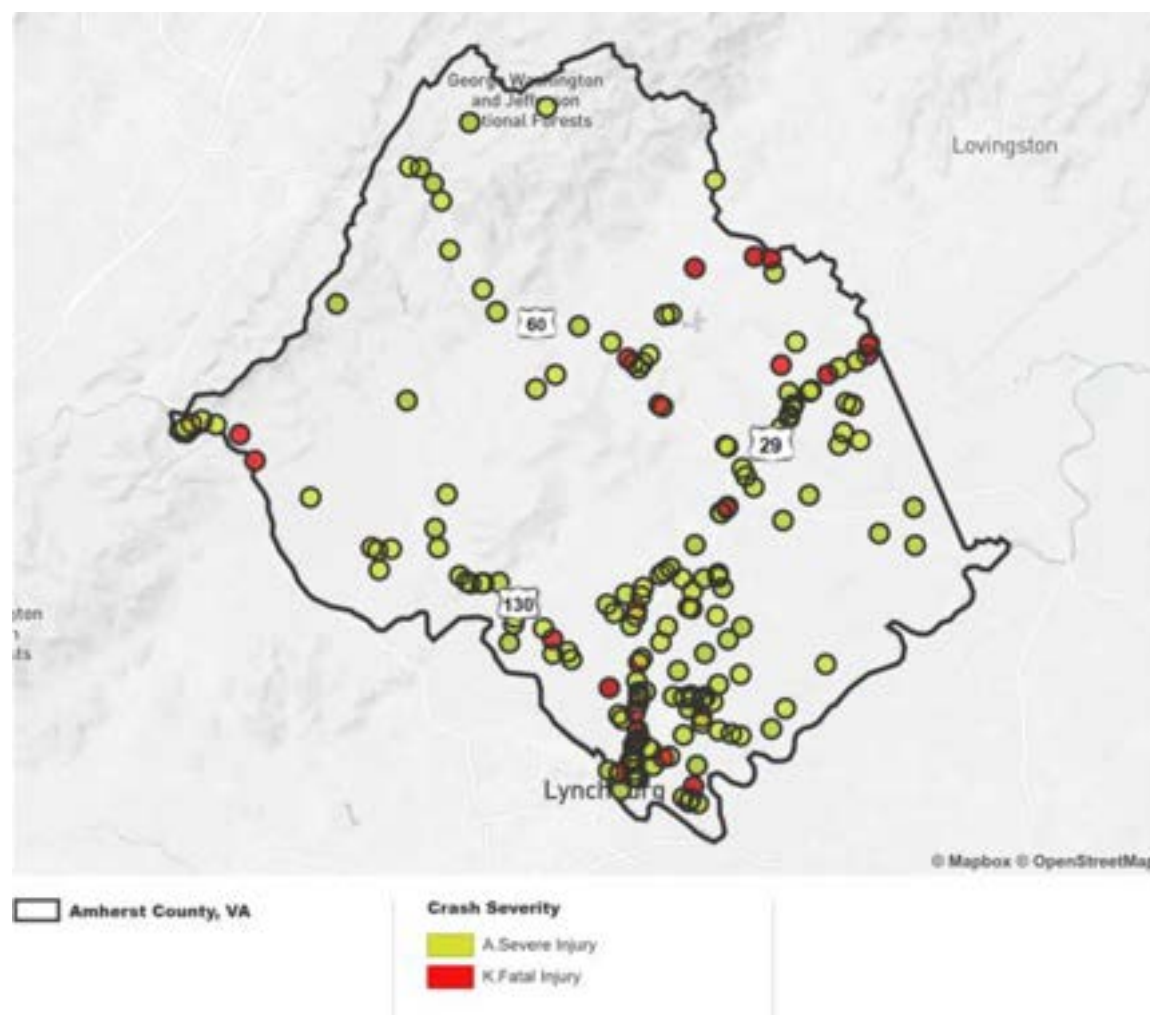 George Washington
and Jefferson
National Forests
Lovingston
60
29
130
Lynchburg
© Mapbox © OpenStreetMap
Amherst County, VA
Crash Severity
A.Severe Injury
K.Fatal Injury